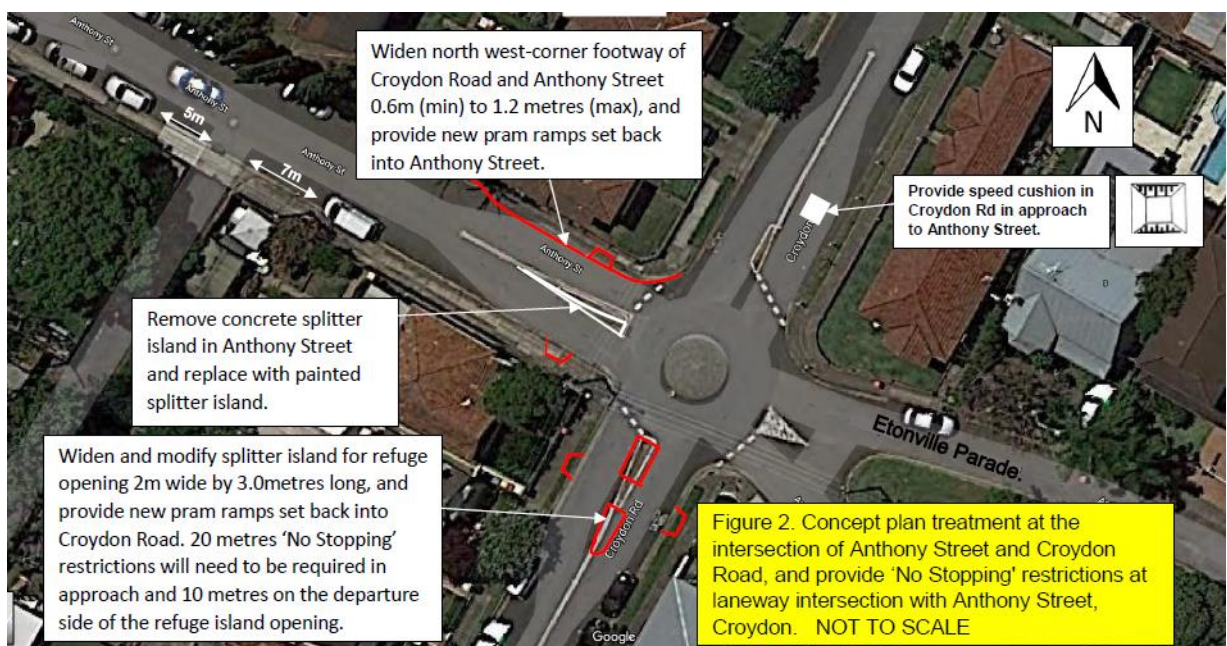 Anthony St
Anthony St
Anthony St
Anthony St
5m
7m
Widen north west-corner footway of
Croydon Road and Anthony Street
0.6m (min) to 1.2 metres (max), and
provide new pram ramps set back
into Anthony Street.
N
Provide speed cushion in
Croydon Rd in approach
to Anthony Street.
Croydon
Remove concrete splitter
island in Anthony Street
and replace with painted
splitter island.
Etonville Parade.
Widen and modify splitter island for refuge
opening 2m wide by 3.0metres long, and
provide new pram ramps set back into
Croydon Road. 20 metres ‘No Stopping’
restrictions will need to be required in
approach and 10 metres on the departure
side of the refuge island opening.
Croydon Rd
Google
Figure 2. Concept plan treatment at the
intersection of Anthony Street and Croydon
Road, and provide ‘No Stopping' restrictions at
laneway intersection with Anthony Street,
Croydon. NOT TO SCALE